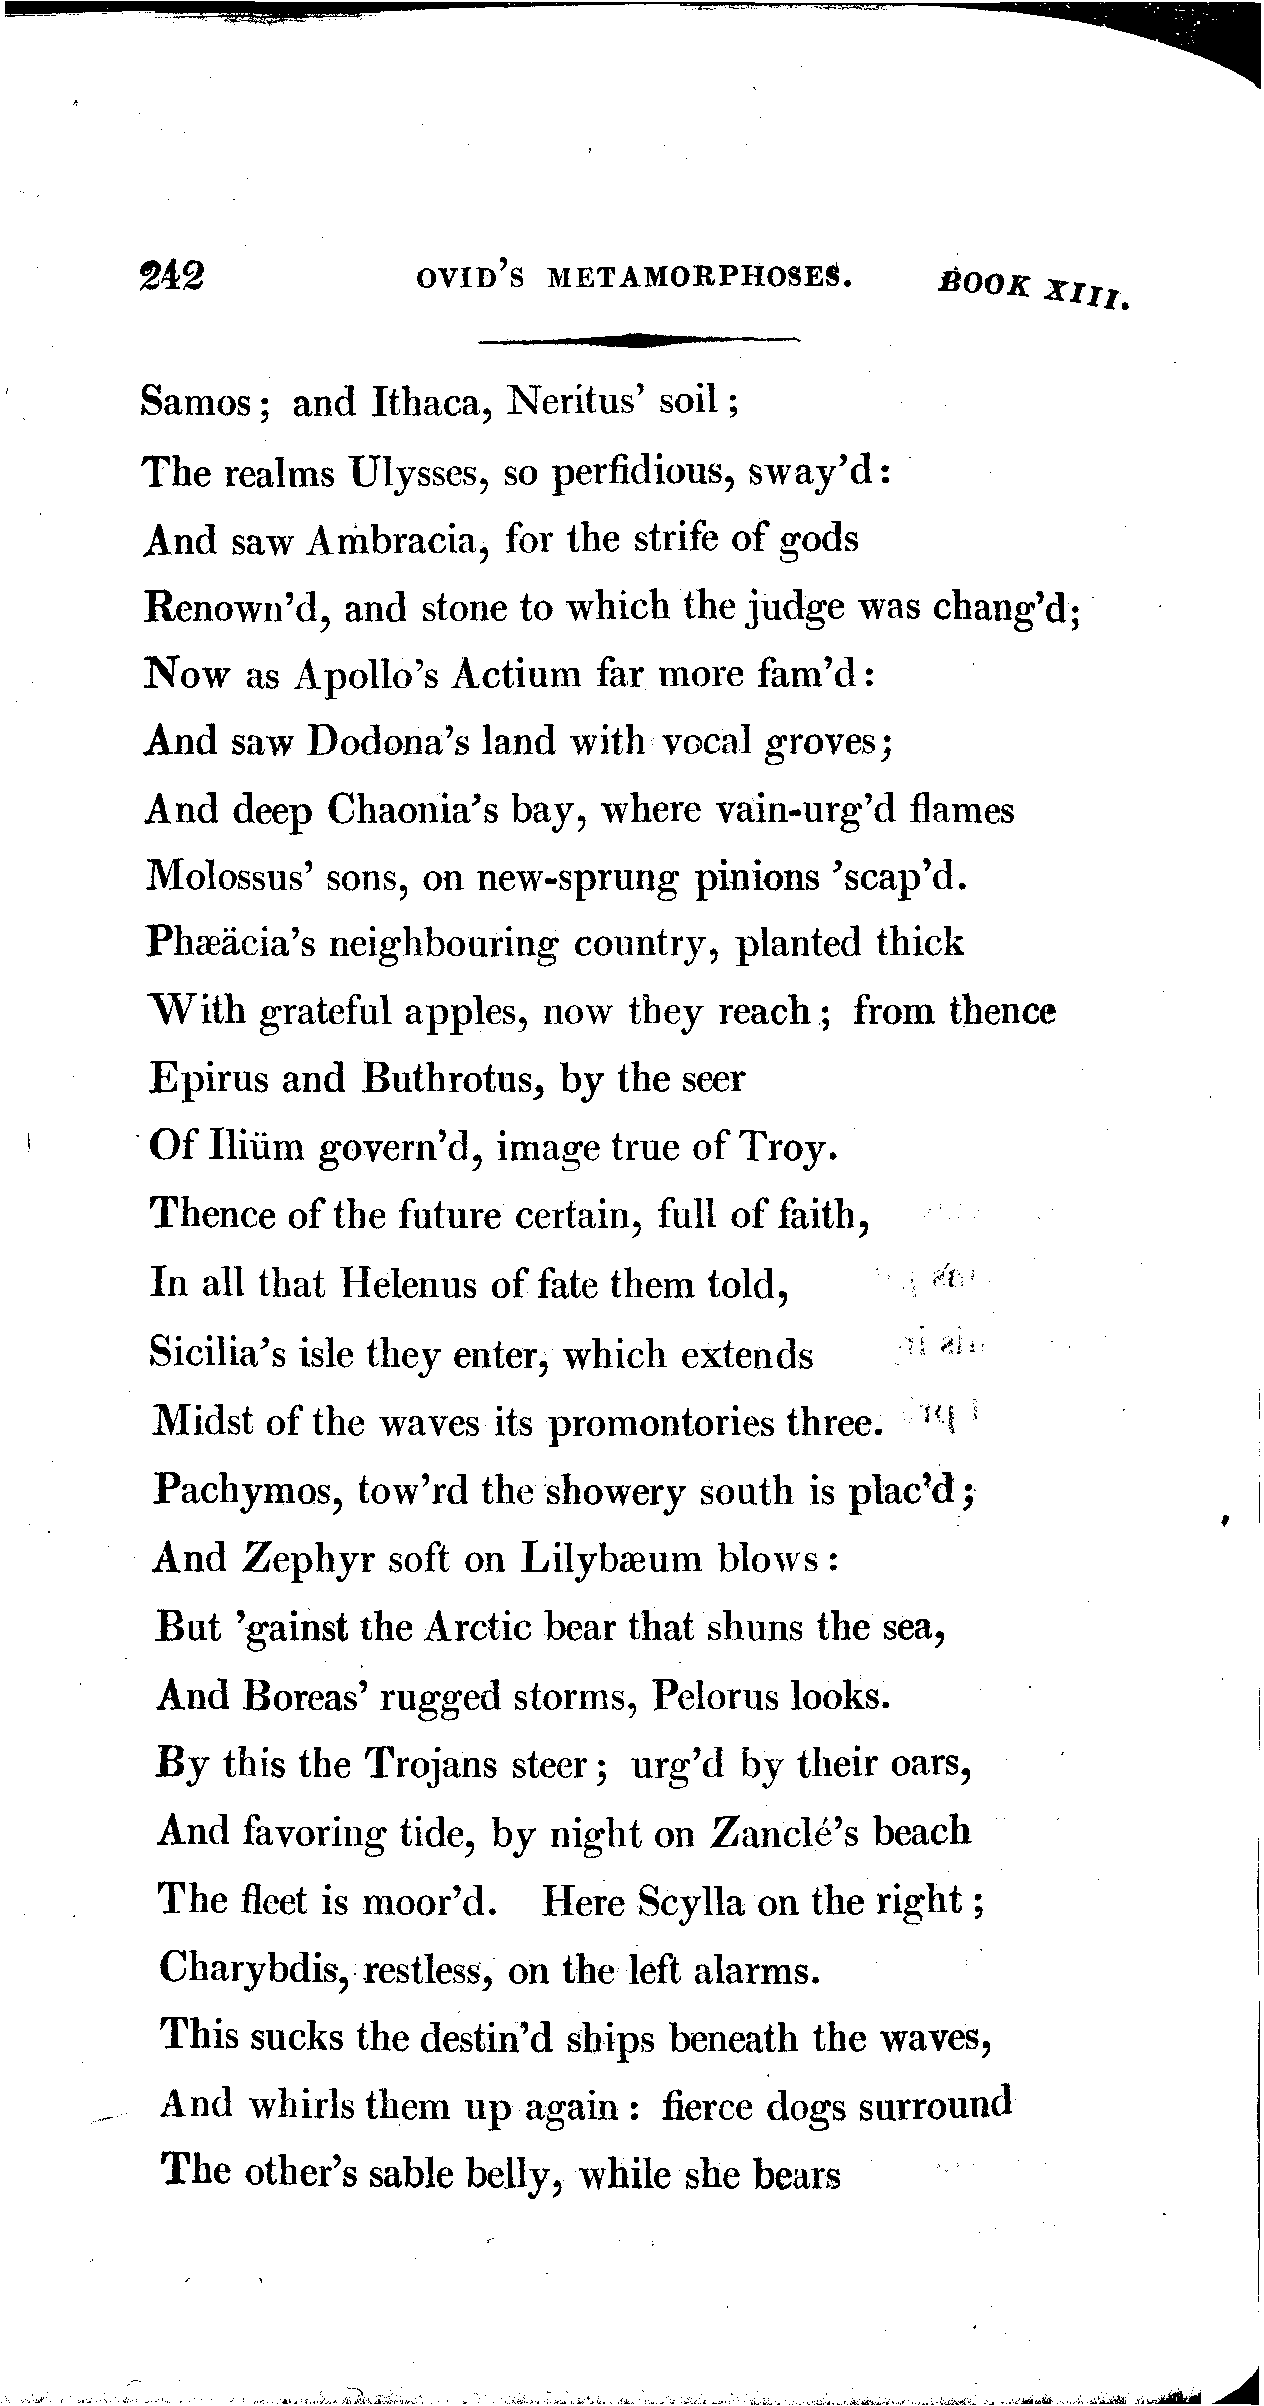 242 OVID'S METAMORPHOSES. BOOK XIII.
Samos; and Ithaca, Neritus' soil;
The realms Ulysses, so perfidious, sway'd:
And saw Ambracia, for the strife of gods
Renown'd, and stone to which the judge was chang'd;
Now as Apollo's Actium far more fam'd:
And saw Dodona's land with vocal groves;
And deep Chaonia's bay, where vain-urg'd flames
Molossus' sons, on new-sprung pinions 'scap'd.
Phæäcia's neighbouring country, planted thick
With grateful apples, now they reach; from thence
Epirus and Buthrotus, by the seer
Of Iliüm govern'd, image true of Troy.
Thence of the future certain, full of faith,
In all that Helenus of fate them told,
Sicilia's isle they enter, which extends
Midst of the waves its promontories three.
Pachymos, tow'rd the showery south is plac'd;
And Zephyr soft on Lilybæum blows:
But 'gainst the Arctic bear that shuns the sea,
And Boreas' rugged storms, Pelorus looks.
By this the Trojans steer; urg'd by their oars,
And favoring tide, by night on Zanclé's beach
The fleet is moor'd. Here Scylla on the right;
Charybdis, restless, on the left alarms.
This sucks the destin'd ships beneath the waves,
And whirls them up again: fierce dogs surround
The other's sable belly, while she bears